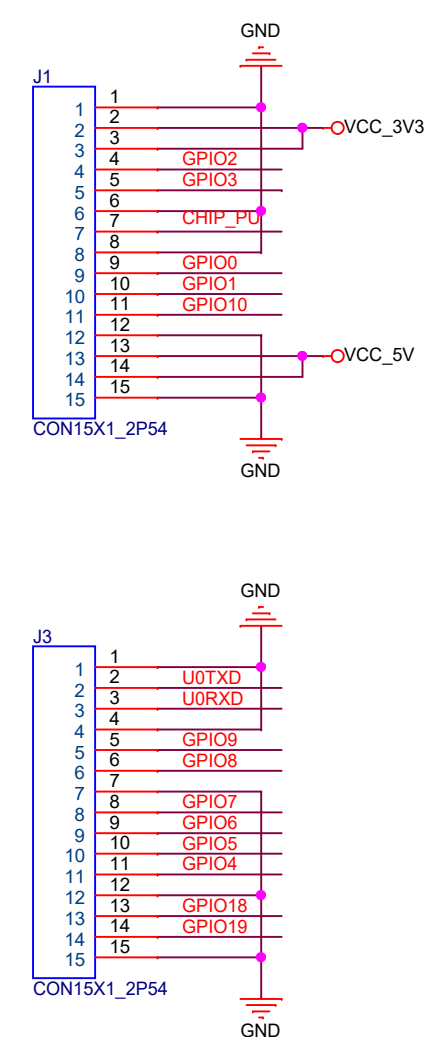 GND
J1
1 1
2 2 VCC_3V3
3 3
4 4 GPIO2
5 5 GPIO3
6 6
7 7 CHIP_PU
8 8
9 9 GPIO0
10 10 GPIO1
11 11 GPIO10
12 12
13 13 VCC_5V
14 14
15 15
CON15X1_2P54
GND
GND
J3
1 1
2 2 U0TXD
3 3 U0RXD
4 4
5 5 GPIO9
6 6 GPIO8
7 7
8 8 GPIO7
9 9 GPIO6
10 10 GPIO5
11 11 GPIO4
12 12
13 13 GPIO18
14 14 GPIO19
15 15
CON15X1_2P54
GND